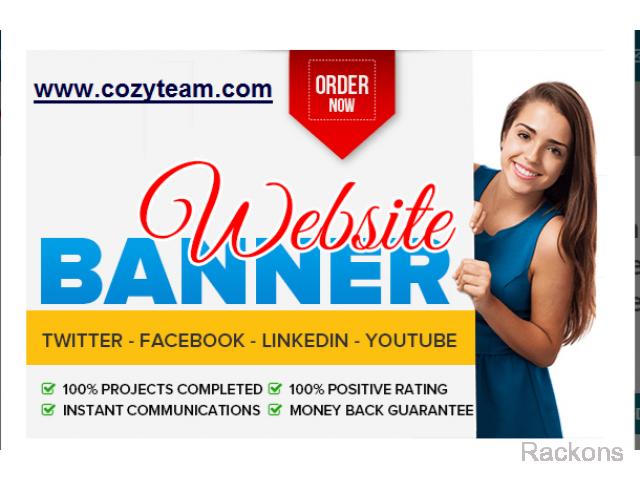 www.cozyteam.com
ORDER
NOW
Website
BANNER
TWITTER - FACEBOOK - LINKEDIN - YOUTUBE
100% PROJECTS COMPLETED 100% POSITIVE RATING
INSTANT COMMUNICATIONS MONEY BACK GUARANTEE
Rackons